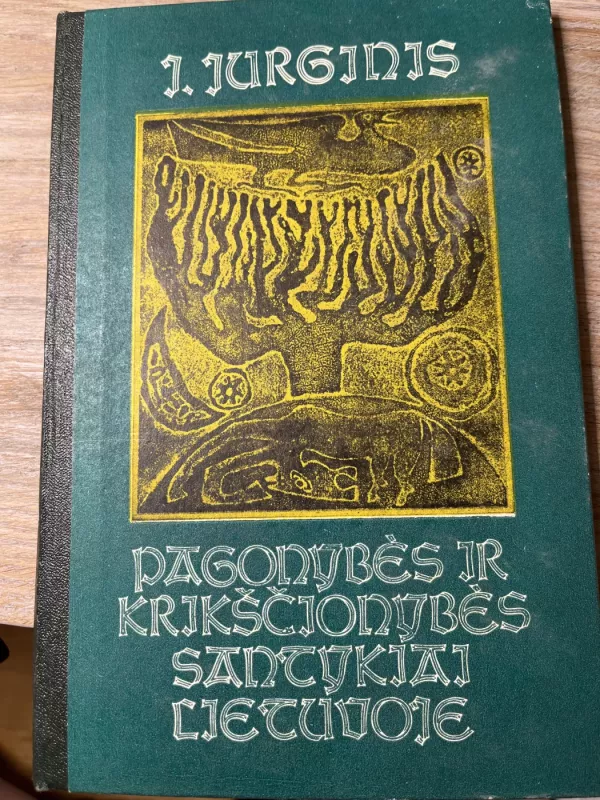 J. JURGINIS
PAGONYBĖS IR
KRIKŠČIONYBĖS
SANTYKIAI
LIETUVOJE